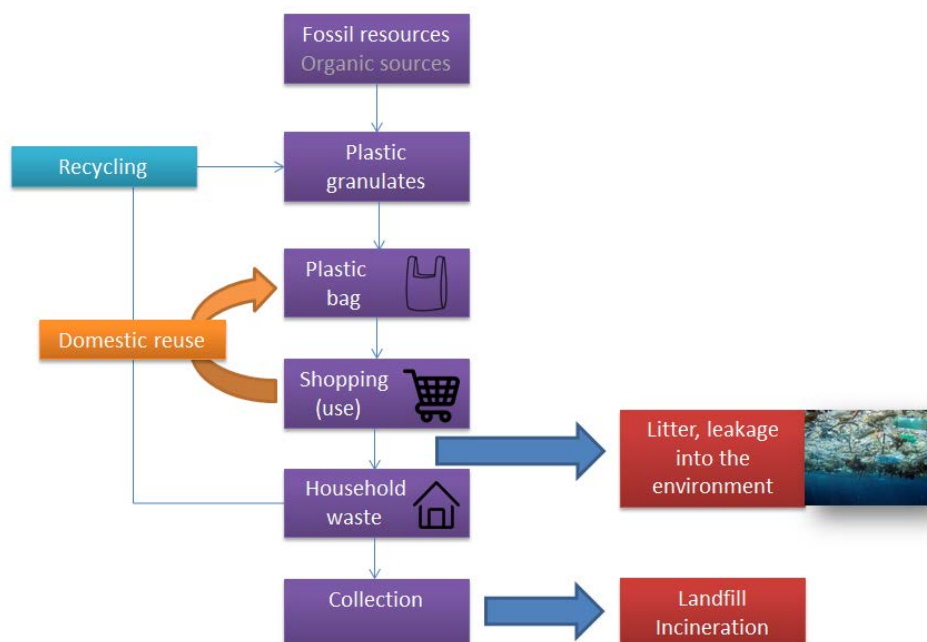 Fossil resources
Organic sources
Recycling
Plastic
granulates
Plastic
bag
Domestic reuse
Shopping
(use)
Litter, leakage
into the
environment
Household
waste
Collection
Landfill
Incineration